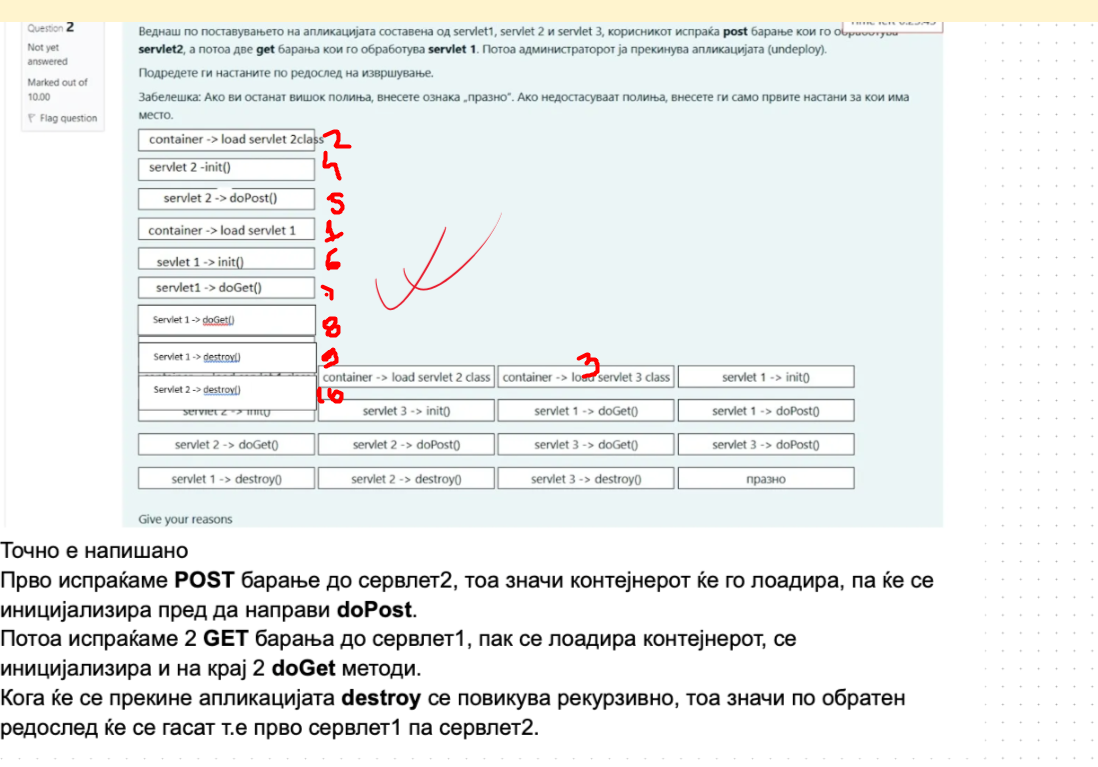 Question 2
Not yet
answered
Marked out of
10.00
Flag question
Веднаш по поставувањето на апликацијата составена од servlet1, servlet 2 и servlet 3, корисникот испраќа post барање кои го
servlet2, а потоа две get барања кои го обработува servlet 1. Потоа администраторот ја прекинува апликацијата (undeploy).
Подредете ги настаните по редослед на извршување.
Забелешка: Ако ви останат вишок полиња, внесете ознака „празно“. Ако недостасуваат полиња, внесете ги само првите настани за кои има
место.
container -> load servlet 2class 2
servlet 2 -init() 4
servlet 2 -> doPost() 5
container -> load servlet 1
sevlet 1 -> init() 6
servlet1 -> doGet() 7
Servlet 1 -> doGet() 8
Servlet 1 -> destroy() 9
container -> load servlet 2 class container -> load servlet 3 class 3 servlet 1 -> init()
Servlet 2 -> destroy() 10
servlet 2 -> init() servlet 3 -> init() servlet 1 -> doGet() servlet 1 -> doPost()
servlet 2 -> doGet() servlet 2 -> doPost() servlet 3 -> doGet() servlet 3 -> doPost()
servlet 1 -> destroy() servlet 2 -> destroy() servlet 3 -> destroy() празно
Give your reasons
Точно е напишано
Прво испраќаме POST барање до сервлет2, тоа значи контејнерот ќе го лоадира, па ќе се
иницијализира пред да направи doPost.
Потоа испраќаме 2 GET барања до сервлет1, пак се лоадира контејнерот, се
иницијализира и на крај 2 doGet методи.
Кога ќе се прекине апликацијата destroy се повикува рекурзивно, тоа значи по обратен
редослед ќе се гасат т.е прво сервлет1 па сервлет2.